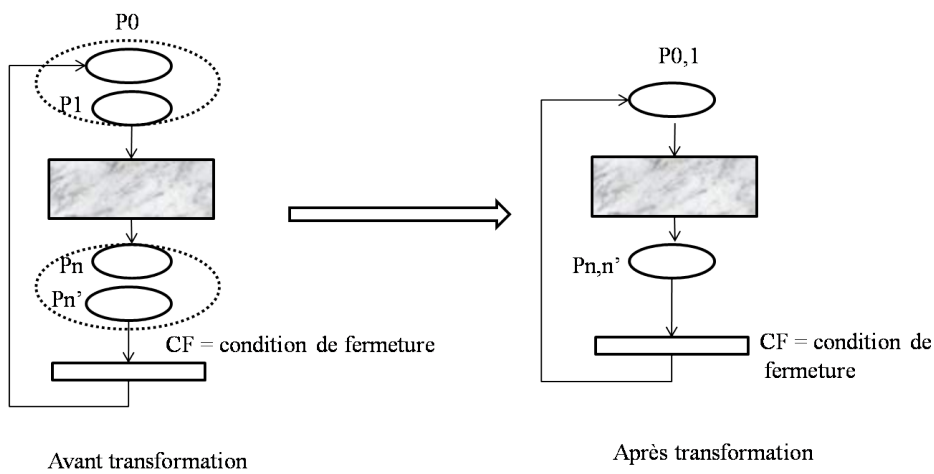 P0
P1
Pn
Pn’
CF = condition de fermeture
Avant transformation
P0,1
Pn,n’
CF = condition de
fermeture
Après transformation